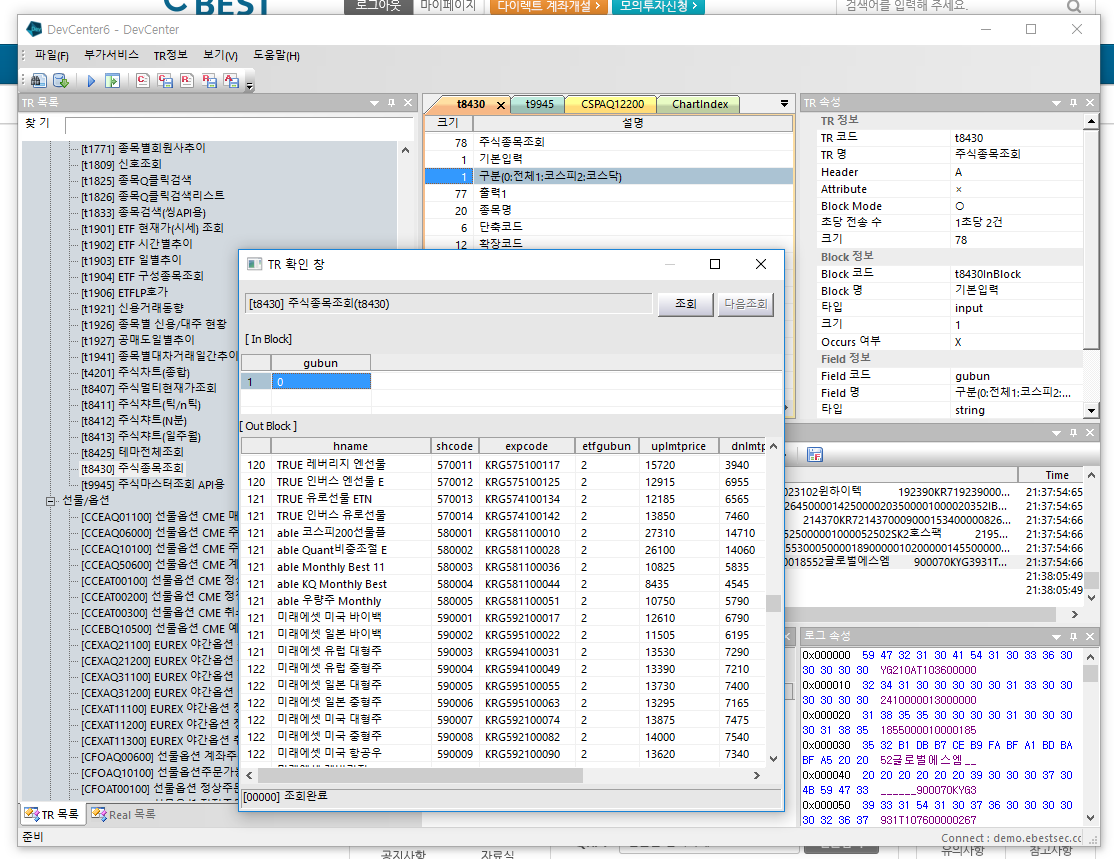 BEST
로그아웃 마이페이지 다이렉트 계좌개설 > 모의투자신청 > 검색어를 입력해 주세요.
DevCenter6 - DevCenter
파일(F) 부가서비스 TR정보 보기(V) 도움말(H)
TR 목록
찾 기
[t1771] 종목별회원사추이
[t1809] 신호조회
[t1825] 종목Q클릭검색
[t1826] 종목Q클릭검색리스트
[t1833] 종목검색(씽API용)
[t1901] ETF 현재가(시세) 조회
[t1902] ETF 시간별추이
[t1903] ETF 일별추이
[t1904] ETF 구성종목조회
[t1906] ETFLP호가
[t1921] 신용거래동향
[t1926] 종목별 신용/대주 현황
[t1927] 공매도일별추이
[t1941] 종목별대차거래일간추이
[t4201] 주식차트(종합)
[t8407] 주식멀티현재가조회
[t8411] 주식챠트(틱/n틱)
[t8412] 주식챠트(N분)
[t8413] 주식챠트(일주월)
[t8425] 테마전체조회
[t8430] 주식종목조회
[t9945] 주식마스터조회 API용
선물/옵션
[CCEAQ01100] 선물옵션 CME
[CCEAQ06000] 선물옵션 CME 주
[CCEAQ10100] 선물옵션 CME 주
[CCEAQ50600] 선물옵션 CME 계
[CCEAT00100] 선물옵션 CME 정
[CCEAT00200] 선물옵션 CME 정
[CCEAT00300] 선물옵션 CME 취
[CCEBQ10500] 선물옵션 CME 예
[CEXAQ21100] EUREX 야간옵션
[CEXAQ21200] EUREX 야간옵션
[CEXAQ31100] EUREX 야간옵션
[CEXAQ31200] EUREX 야간옵션
[CEXAT11100] EUREX 야간옵션
[CEXAT11200] EUREX 야간옵션
[CEXAT11300] EUREX 야간옵션
[CFOAQ00600] 선물옵션 계좌주
[CFOAQ10100] 선물옵션주문가능
[CFOAT00100] 선물옵션 정상주문
TR 목록 Real 목록
준비
t8430 t9945 CSPAQ12200 ChartIndex
크기 설명
78 주식종목조회
1 기본입력
1 구분(0:전체1:코스피2:코스닥)
77 출력1
20 종목명
6 단축코드
12 확장코드
TR 속성
TR 정보
TR 코드 t8430
TR 명 주식종목조회
Header A
Attribute ×
Block Mode O
초당 전송 수 1초당 2건
크기 78
Block 정보
Block 코드 t8430InBlock
Block 명 기본입력
타입 input
크기 1
Occurs 여부 X
Field 정보
Field 코드 gubun
Field 명 구분(0:전체1:코스피2:...
타입 string
TR 확인 창
[t8430] 주식종목조회(t8430) 조회 다음조회
[ In Block]
gubun
1 0
[ Out Block ]
hname shcode expcode etfgubun uplmtprice dnlmtp
120 TRUE 레버리지 엔선물 570011 KRG575100117 2 15720 3940
120 TRUE 인버스 엔선물 E 570012 KRG575100125 2 12915 6955
121 TRUE 유로선물 ETN 570013 KRG574100134 2 12185 6565
121 TRUE 인버스 유로선물 570014 KRG574100142 2 13850 7460
121 able 코스피200선물플 580001 KRG581100010 2 27310 14710
121 able Quant비중조절 E 580002 KRG581100028 2 26100 14060
121 able Monthly Best 11 580003 KRG581100036 2 10825 5835
121 able KQ Monthly Best 580004 KRG581100044 2 8435 4545
121 able 우량주 Monthly 580005 KRG581100051 2 10750 5790
121 미래에셋 미국 바이백 590001 KRG592100017 2 12610 6790
121 미래에셋 일본 바이백 590002 KRG595100022 2 11505 6195
121 미래에셋 유럽 대형주 590003 KRG594100031 2 13530 7290
122 미래에셋 유럽 중형주 590004 KRG594100049 2 13390 7210
122 미래에셋 일본 대형주 590005 KRG595100055 2 13730 7400
122 미래에셋 일본 중형주 590006 KRG595100063 2 13295 7165
122 미래에셋 미국 대형주 590007 KRG592100074 2 13875 7475
122 미래에셋 미국 중형주 590008 KRG592100082 2 14000 7540
122 미래에셋 미국 항공우 590009 KRG592100090 2 13620 7340
[00000] 조회완료
Time
023102윈하이텍 192390KR719239000... 21:37:54:65
2645000014250000203500001000020352IB... 21:37:54:65
214370KR7214370009000153400000826... 21:37:54:66
52500000100005250​2SK2호스팩 2195... 21:37:54:66
553000500001890000010200000145500000... 21:37:54:66
0018552글로벌에스엠 900070KYG3931T... 21:37:54:66
21:38:05:49
21:38:05:49
로그 속성
0x000000 59 47 32 31 30 41 54 31 30 33 36 30
30 30 30 30 YG210AT103600000
0x000010 32 34 31 30 30 30 30 30 31 33 30 30
30 30 30 30 2410000013000000
0x000020 31 38 35 35 30 30 30 30 31 30 30 30
30 31 38 35 1855000010000185
0x000030 35 32 B1 DB B7 CE B9 FA BF A1 BD BA
BF A5 20 20 52글로벌에스엠__
0x000040 20 20 20 20 20 20 39 30 30 30 37 30
4B 59 47 33 ______900070KYG3
0x000050 39 33 31 54 31 30 37 36 30 30 30 30
30 32 36 37 931T107600000267
Connect : demo.ebestsec.cc
공지사항 자료실 유의사항 참고사항